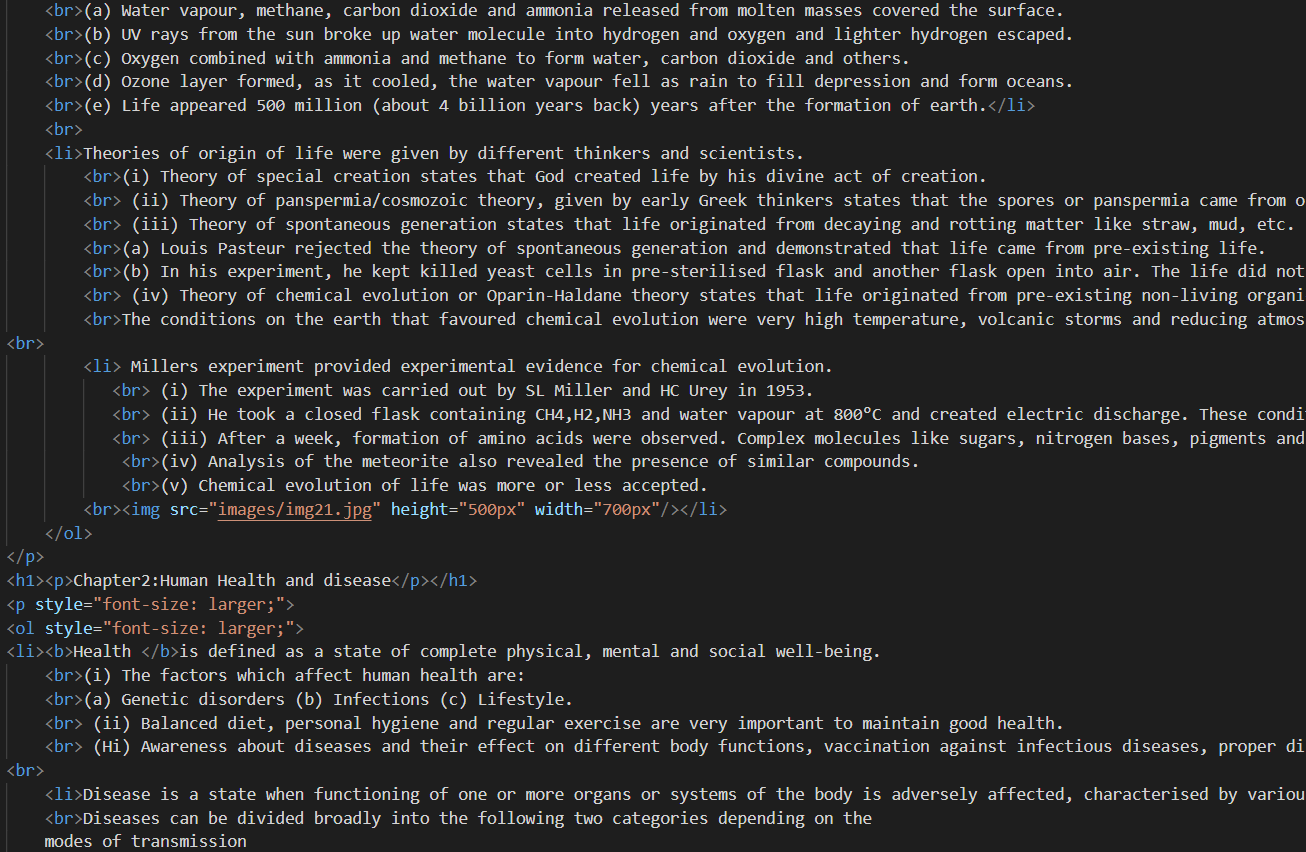 <br>(a) Water vapour, methane, carbon dioxide and ammonia released from molten masses covered the surface.
<br>(b) UV rays from the sun broke up water molecule into hydrogen and oxygen and lighter hydrogen escaped.
<br>(c) Oxygen combined with ammonia and methane to form water, carbon dioxide and others.
<br>(d) Ozone layer formed, as it cooled, the water vapour fell as rain to fill depression and form oceans.
<br>(e) Life appeared 500 million (about 4 billion years back) years after the formation of earth.</li>
<br>
<li>Theories of origin of life were given by different thinkers and scientists.
<br>(i) Theory of special creation states that God created life by his divine act of creation.
<br> (ii) Theory of panspermia/cosmozoic theory, given by early Greek thinkers states that the spores or panspermia came from o
<br> (iii) Theory of spontaneous generation states that life originated from decaying and rotting matter like straw, mud, etc.
<br>(a) Louis Pasteur rejected the theory of spontaneous generation and demonstrated that life came from pre-existing life.
<br>(b) In his experiment, he kept killed yeast cells in pre-sterilised flask and another flask open into air. The life did not
<br> (iv) Theory of chemical evolution or Oparin-Haldane theory states that life originated from pre-existing non-living organi
<br>The conditions on the earth that favoured chemical evolution were very high temperature, volcanic storms and reducing atmos
<br>
<li> Millers experiment provided experimental evidence for chemical evolution.
<br> (i) The experiment was carried out by SL Miller and HC Urey in 1953.
<br> (ii) He took a closed flask containing CH4,H2,NH3 and water vapour at 800°C and created electric discharge. These condi
<br> (iii) After a week, formation of amino acids were observed. Complex molecules like sugars, nitrogen bases, pigments and
<br>(iv) Analysis of the meteorite also revealed the presence of similar compounds.
<br>(v) Chemical evolution of life was more or less accepted.
<br><img src="images/img21.jpg" height="500px" width="700px"/></li>
</ol>
</p>
<h1><p>Chapter2:Human Health and disease</p></h1>
<p style="font-size: larger;">
<ol style="font-size: larger;">
<li><b>Health </b>is defined as a state of complete physical, mental and social well-being.
<br>(i) The factors which affect human health are:
<br>(a) Genetic disorders (b) Infections (c) Lifestyle.
<br> (ii) Balanced diet, personal hygiene and regular exercise are very important to maintain good health.
<br> (Hi) Awareness about diseases and their effect on different body functions, vaccination against infectious diseases, proper di
<br>
<li>Disease is a state when functioning of one or more organs or systems of the body is adversely affected, characterised by variou
<br>Diseases can be divided broadly into the following two categories depending on the
modes of transmission